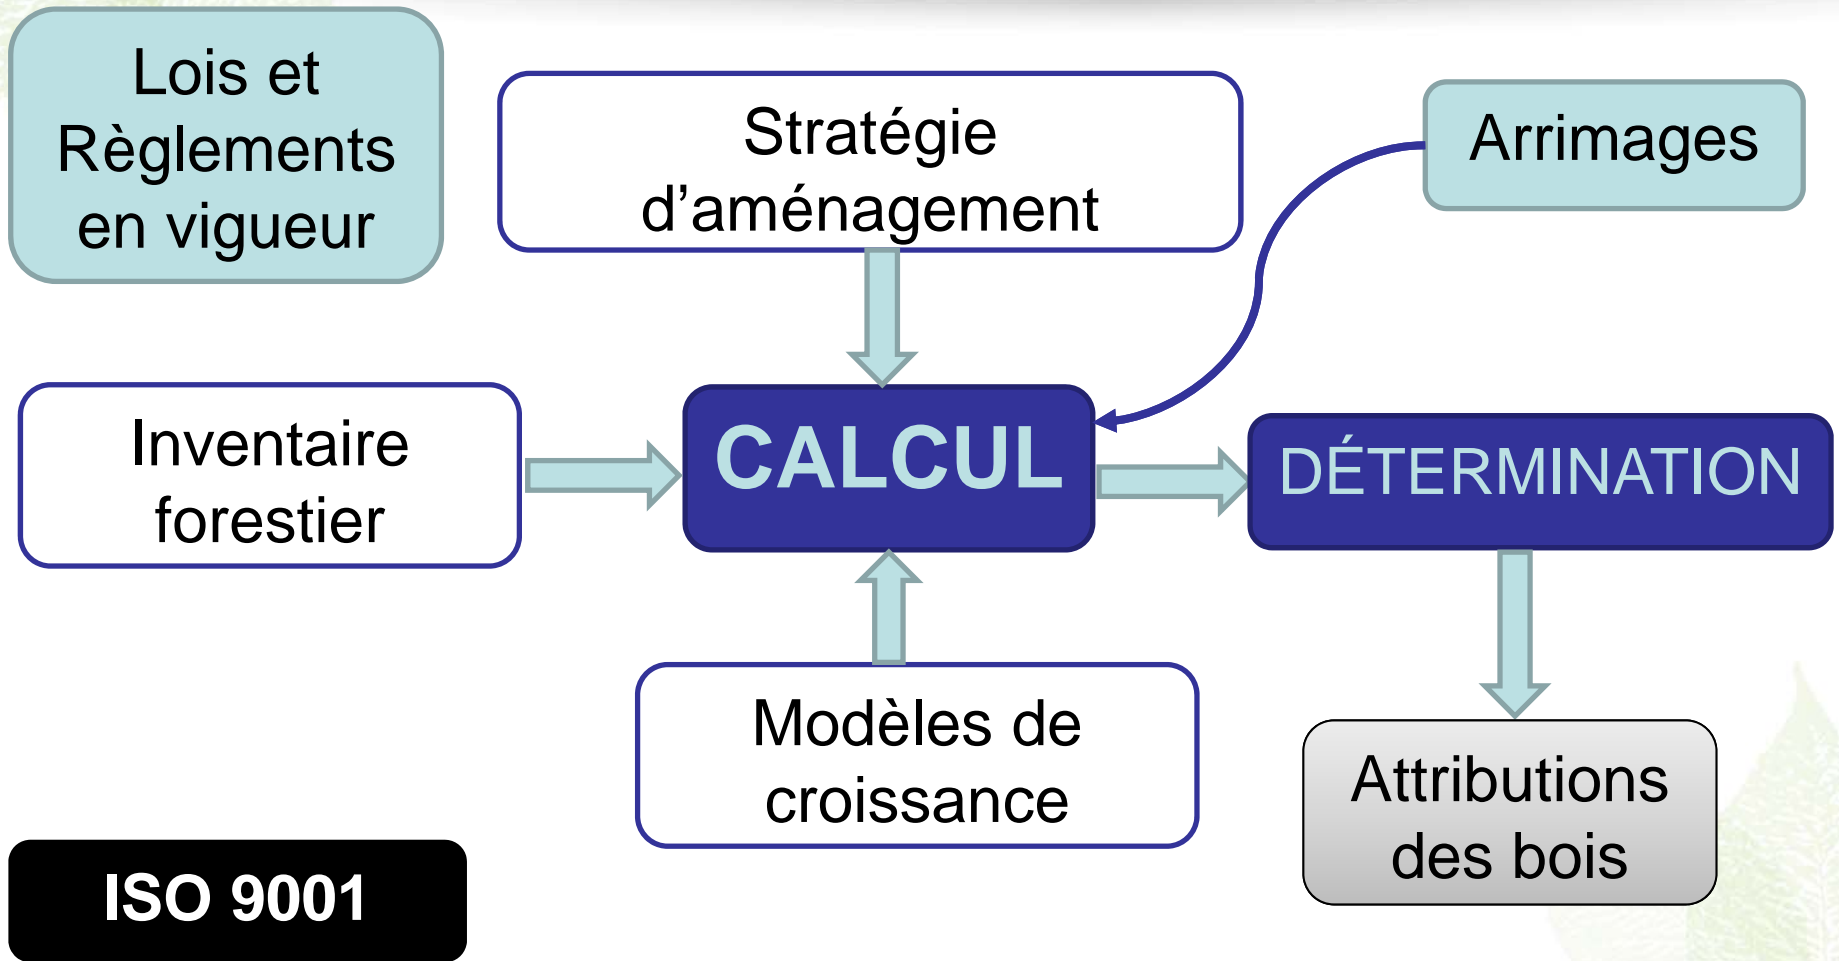 Lois et
Règlements
en vigueur
Stratégie
d’aménagement
Arrimages
Inventaire
forestier
CALCUL
DÉTERMINATION
Modèles de
croissance
Attributions
des bois
ISO 9001